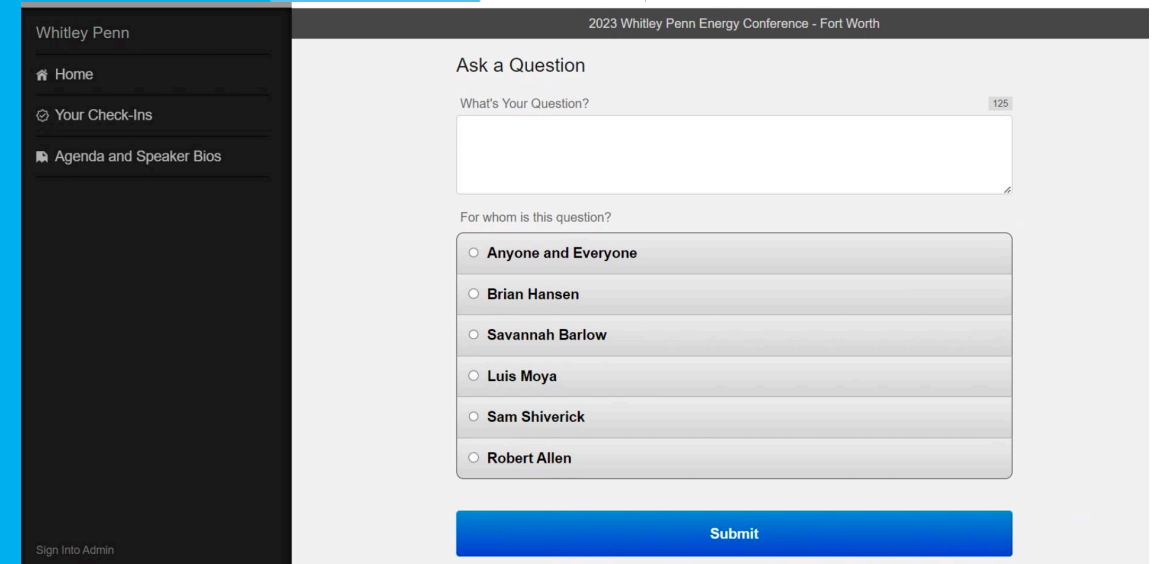 Whitley Penn
Home
Your Check-Ins
Agenda and Speaker Bios
Sign Into Admin
2023 Whitley Penn Energy Conference - Fort Worth
Ask a Question
What's Your Question?
125
For whom is this question?
Anyone and Everyone
Brian Hansen
Savannah Barlow
Luis Moya
Sam Shiverick
Robert Allen
Submit